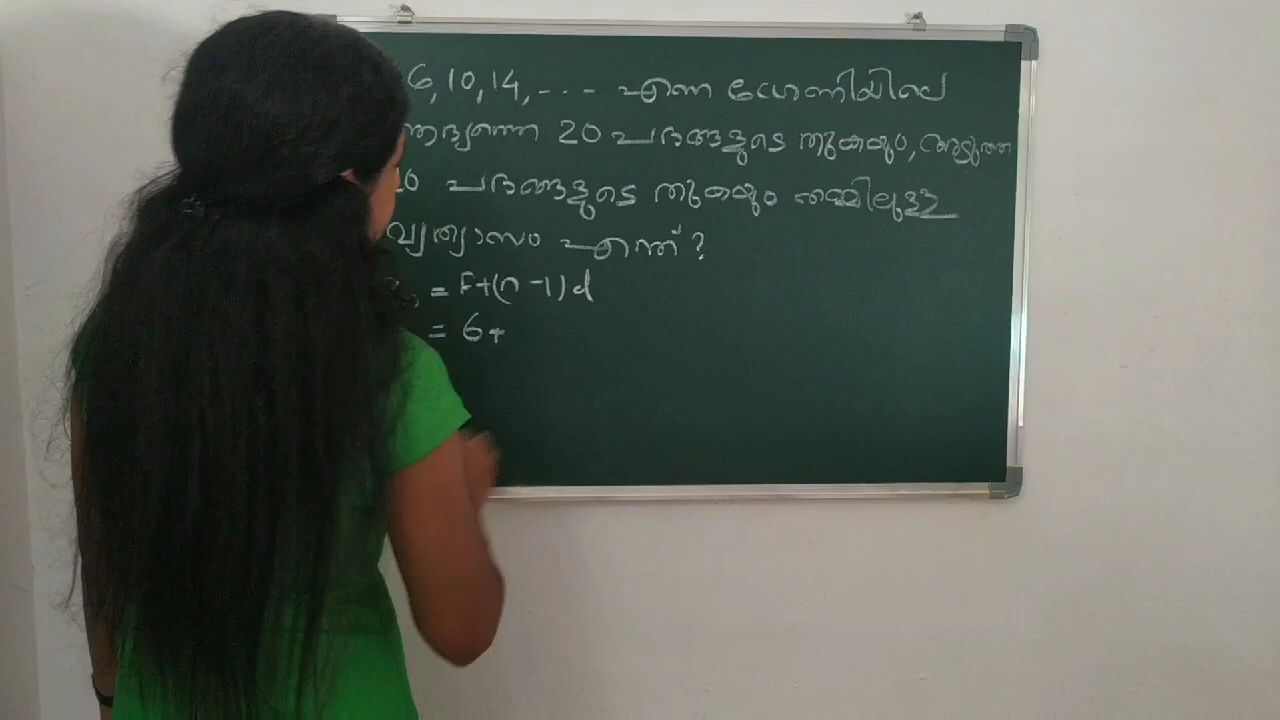 6, 10, 14, --- എന്ന ശ്രേണിയിലെ
ആദ്യത്തെ 20 പദങ്ങളുടെ തുകയും, അടുത്ത
20 പദങ്ങളുടെ തുകയും തമ്മിലുള്ള
വ്യത്യാസം എന്ത്?
= F+(n-1)d
= 6+